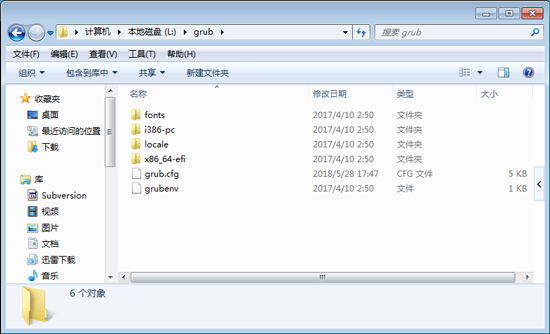 计算机 本地磁盘 (L:) grub 搜索 grub
文件(F) 编辑(E) 查看(V) 工具(T) 帮助(H)
组织 包含到库中 共享 新建文件夹
收藏夹
桌面
最近访问的位置
下载
库
Subversion
视频
图片
文档
迅雷下载
音乐
名称 修改日期 类型 大小
fonts 2017/4/10 2:50 文件夹
i386-pc 2017/4/10 2:50 文件夹
locale 2017/4/10 2:50 文件夹
x86_64-efi 2017/4/10 2:50 文件夹
grub.cfg 2018/5/28 17:47 CFG 文件 5 KB
grubenv 2017/4/10 2:50 文件 1 KB
6 个对象